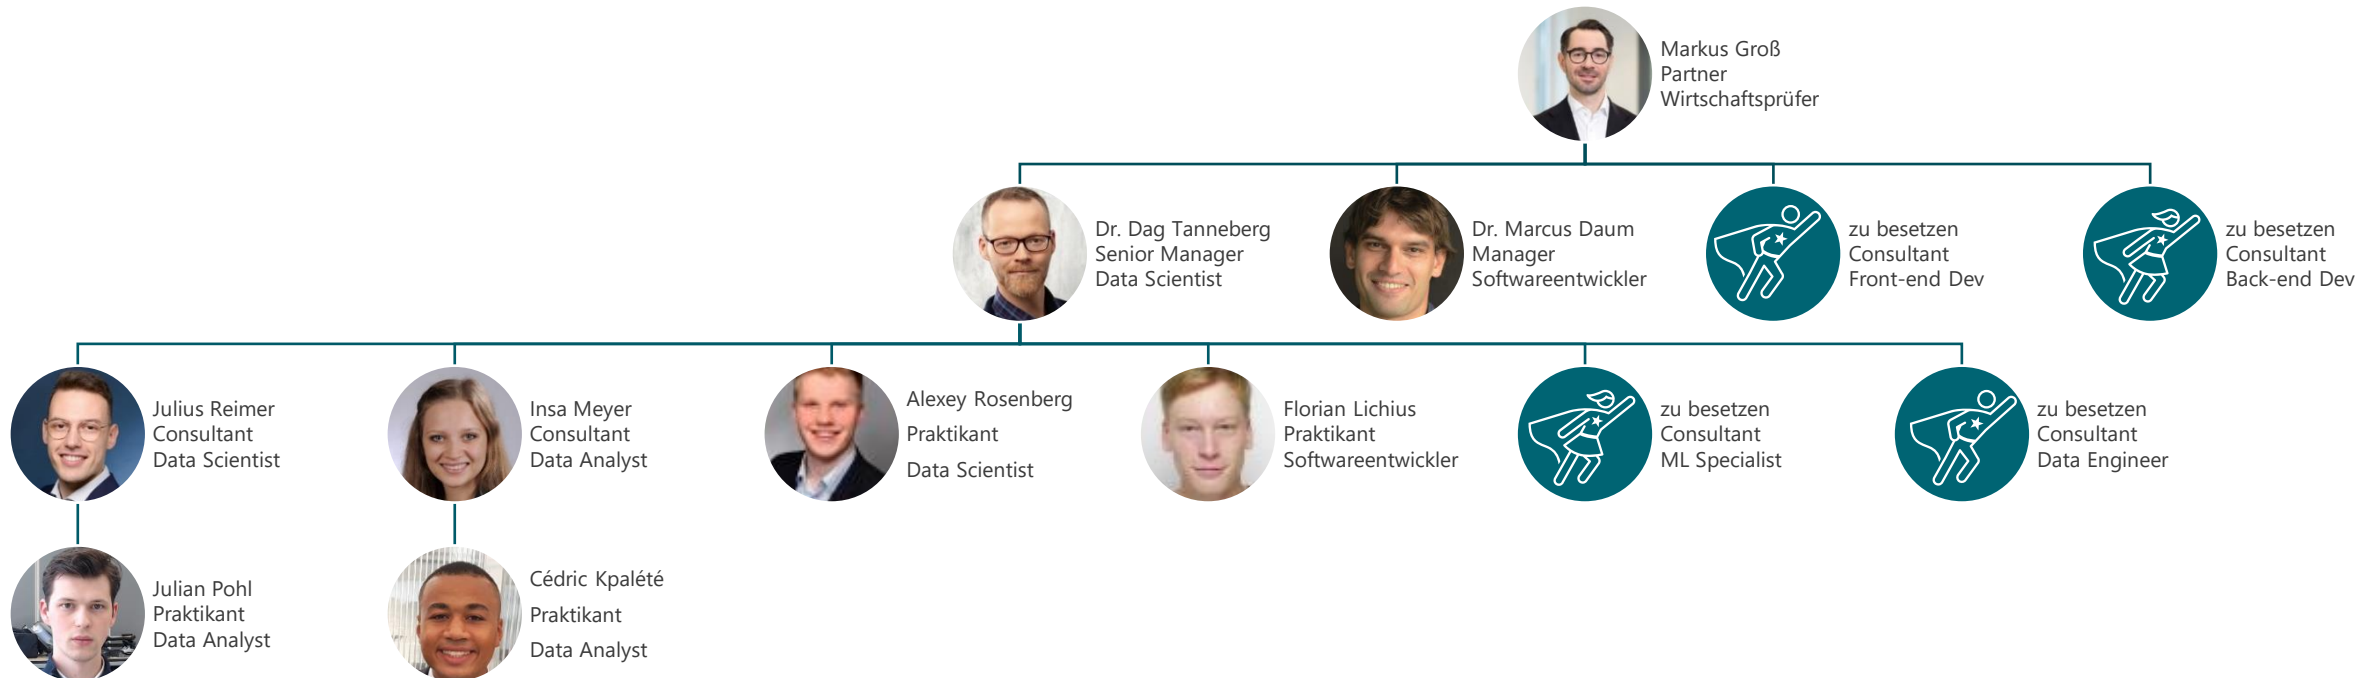 Markus Groß
Partner
Wirtschaftsprüfer
Dr. Dag Tanneberg
Senior Manager
Data Scientist
Dr. Marcus Daum
Manager
Softwareentwickler
zu besetzen
Consultant
Front-end Dev
zu besetzen
Consultant
Back-end Dev
Julius Reimer
Consultant
Data Scientist
Insa Meyer
Consultant
Data Analyst
Alexey Rosenberg
Praktikant
Data Scientist
Florian Lichius
Praktikant
Softwareentwickler
zu besetzen
Consultant
ML Specialist
zu besetzen
Consultant
Data Engineer
Julian Pohl
Praktikant
Data Analyst
Cédric Kpalété
Praktikant
Data Analyst